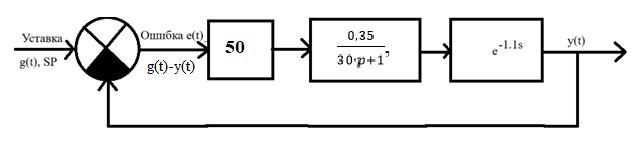 Уставка
g(t), SP
Ошибка e(t)
g(t)-y(t)
50
0,35
30·p+1,
e-1.1s
y(t)